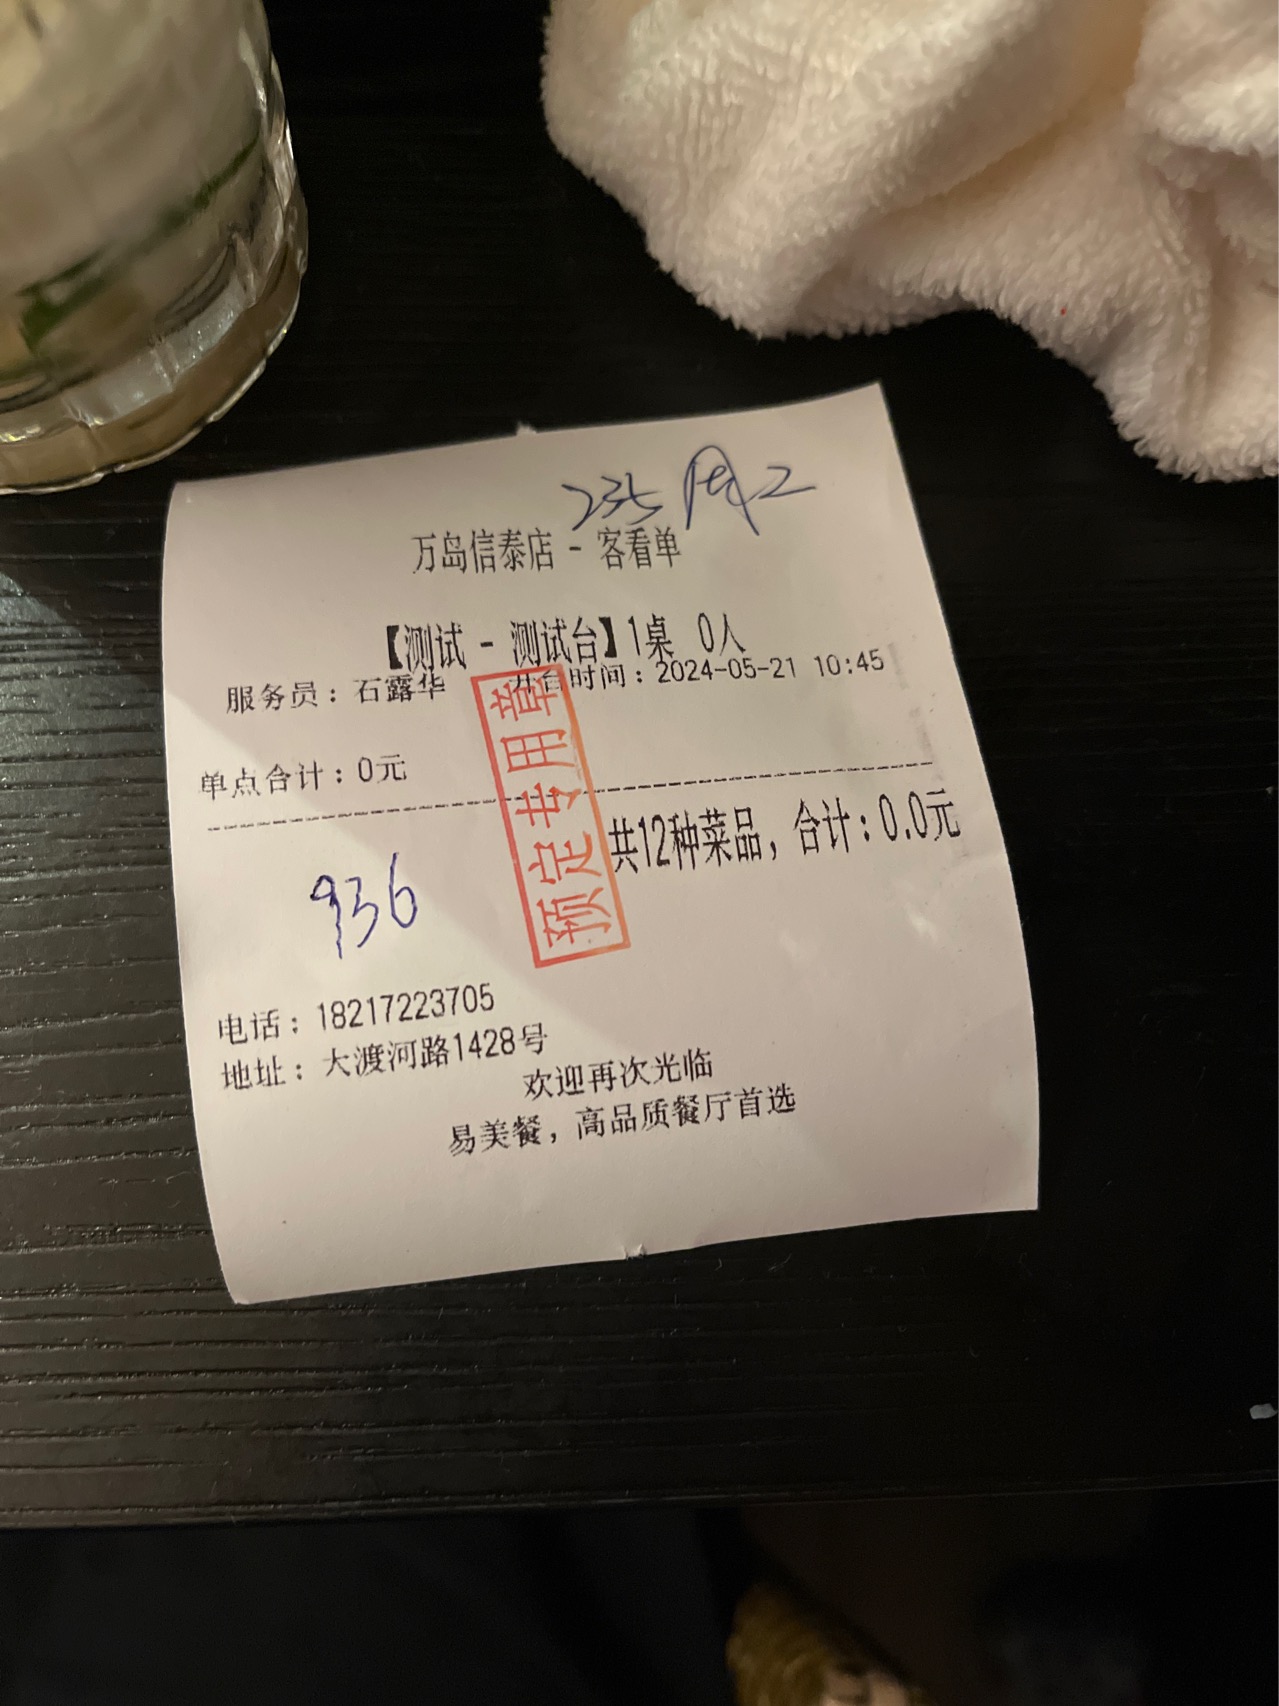 万岛信泰店 - 客看单
【测试 - 测试台】1桌 0人
服务员：石露华 开台时间：2024-05-21 10:45
单点合计：0元
共12种菜品，合计：0.0元
预定专用章
936
电话：18217223705
地址：大渡河路1428号
欢迎再次光临
易美餐，高品质餐厅首选